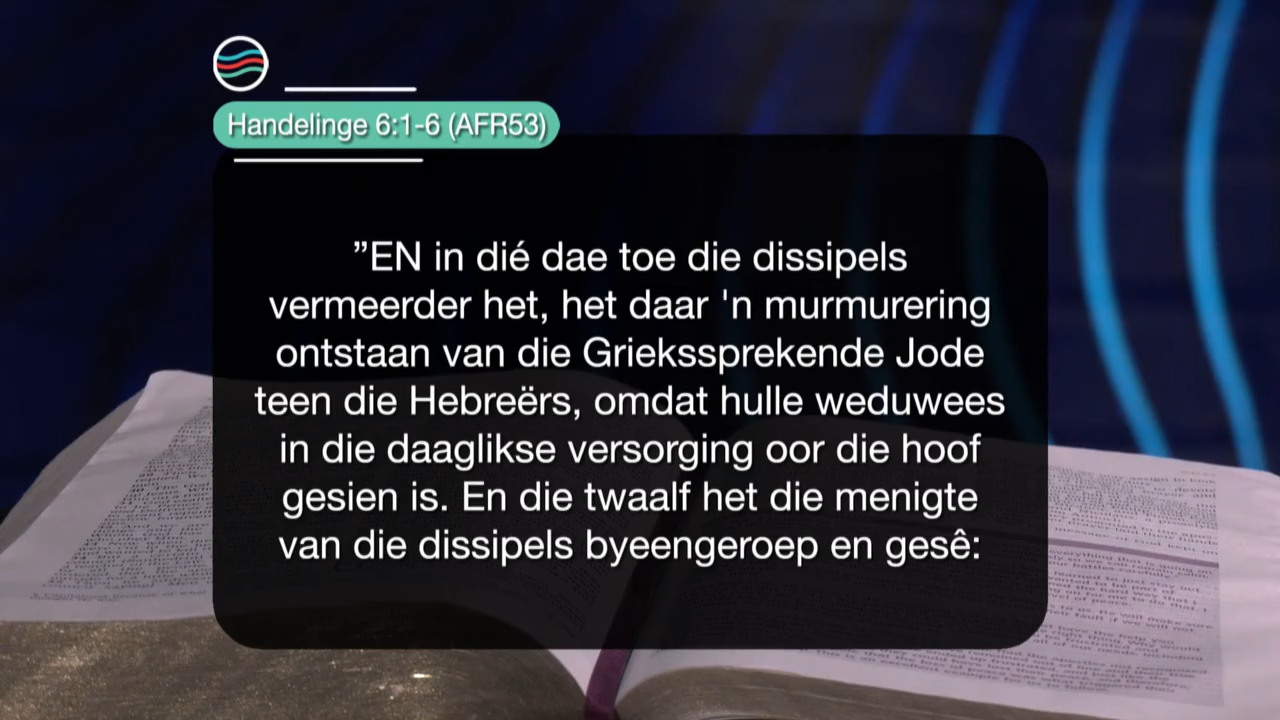 Handelinge 6:1-6 (AFR53)
”EN in dié dae toe die dissipels
vermeerder het, het daar 'n murmurering
ontstaan van die Griekssprekende Jode
teen die Hebreërs, omdat hulle weduwees
in die daaglikse versorging oor die hoof
gesien is. En die twaalf het die menigte
van die dissipels byeengeroep en gesê: